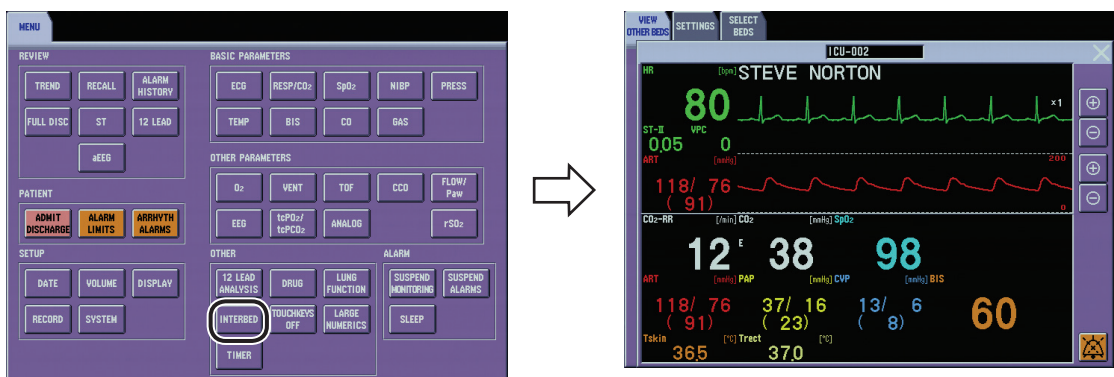 MENU
REVIEW
TREND
RECALL
ALARM
HISTORY
FULL DISC
ST
12 LEAD
aEEG
PATIENT
ADMIT
DISCHARGE
ALARM
LIMITS
ARRHYTH
ALARMS
SETUP
DATE
VOLUME
DISPLAY
RECORD
SYSTEM
BASIC PARAMETERS
ECG
RESP/CO2
SpO2
NIBP
PRESS
TEMP
BIS
CO
GAS
OTHER PARAMETERS
O2
VENT
TOF
CCO
FLOW/
Paw
EEG
tcPO2/
tcPCO2
ANALOG
rSO2
OTHER
12 LEAD
ANALYSIS
DRUG
LUNG
FUNCTION
INTERBED
TOUCHKEYS
OFF
LARGE
NUMERICS
TIMER
ALARM
SUSPEND
MONITORING
SUSPEND
ALARMS
SLEEP
VIEW
OTHER BEDS
SETTINGS
SELECT
BEDS
ICU-002
HR [bpm] STEVE NORTON
80
×1
ST-II VPC
0.05 0
ART [mmHg] 200
118/ 76
( 91)
0
CO2-RR [/min] CO2 [mmHg] SpO2
12 E 38 98
ART [mmHg] PAP [mmHg] CVP [mmHg] BIS
118/ 76 37/ 16 13/ 6 60
( 91) ( 23) ( 8)
Tskin [°C] Trect [°C]
36.5 37.0